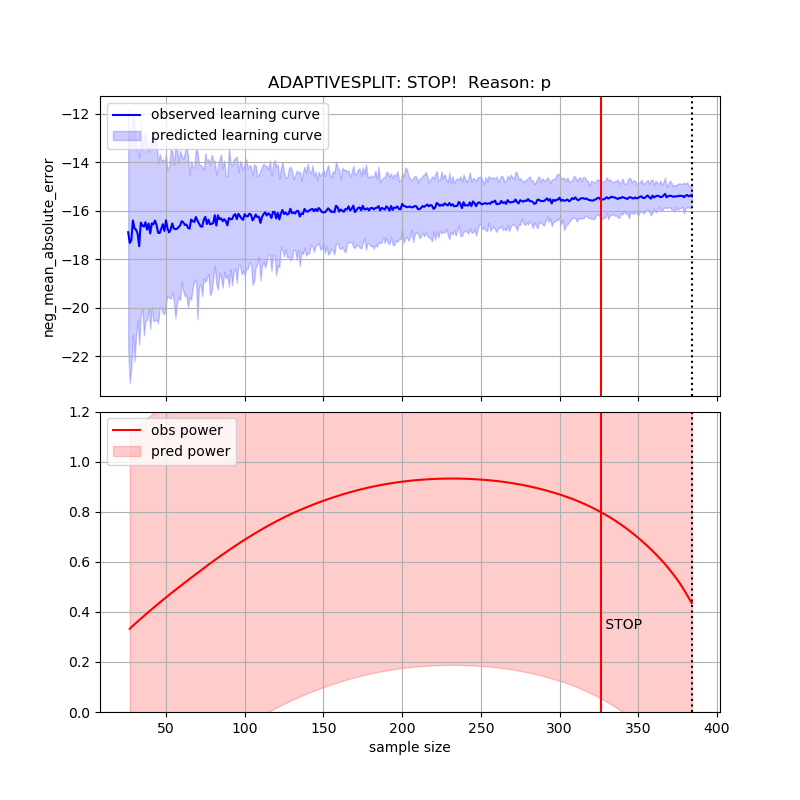 ADAPTIVESPLIT: STOP!  Reason: p
observed learning curve
predicted learning curve
neg_mean_absolute_error
−12
−14
−16
−18
−20
−22
obs power
pred power
1.2
1.0
0.8
0.6
0.4
0.2
0.0
STOP
50 100 150 200 250 300 350 400
sample size